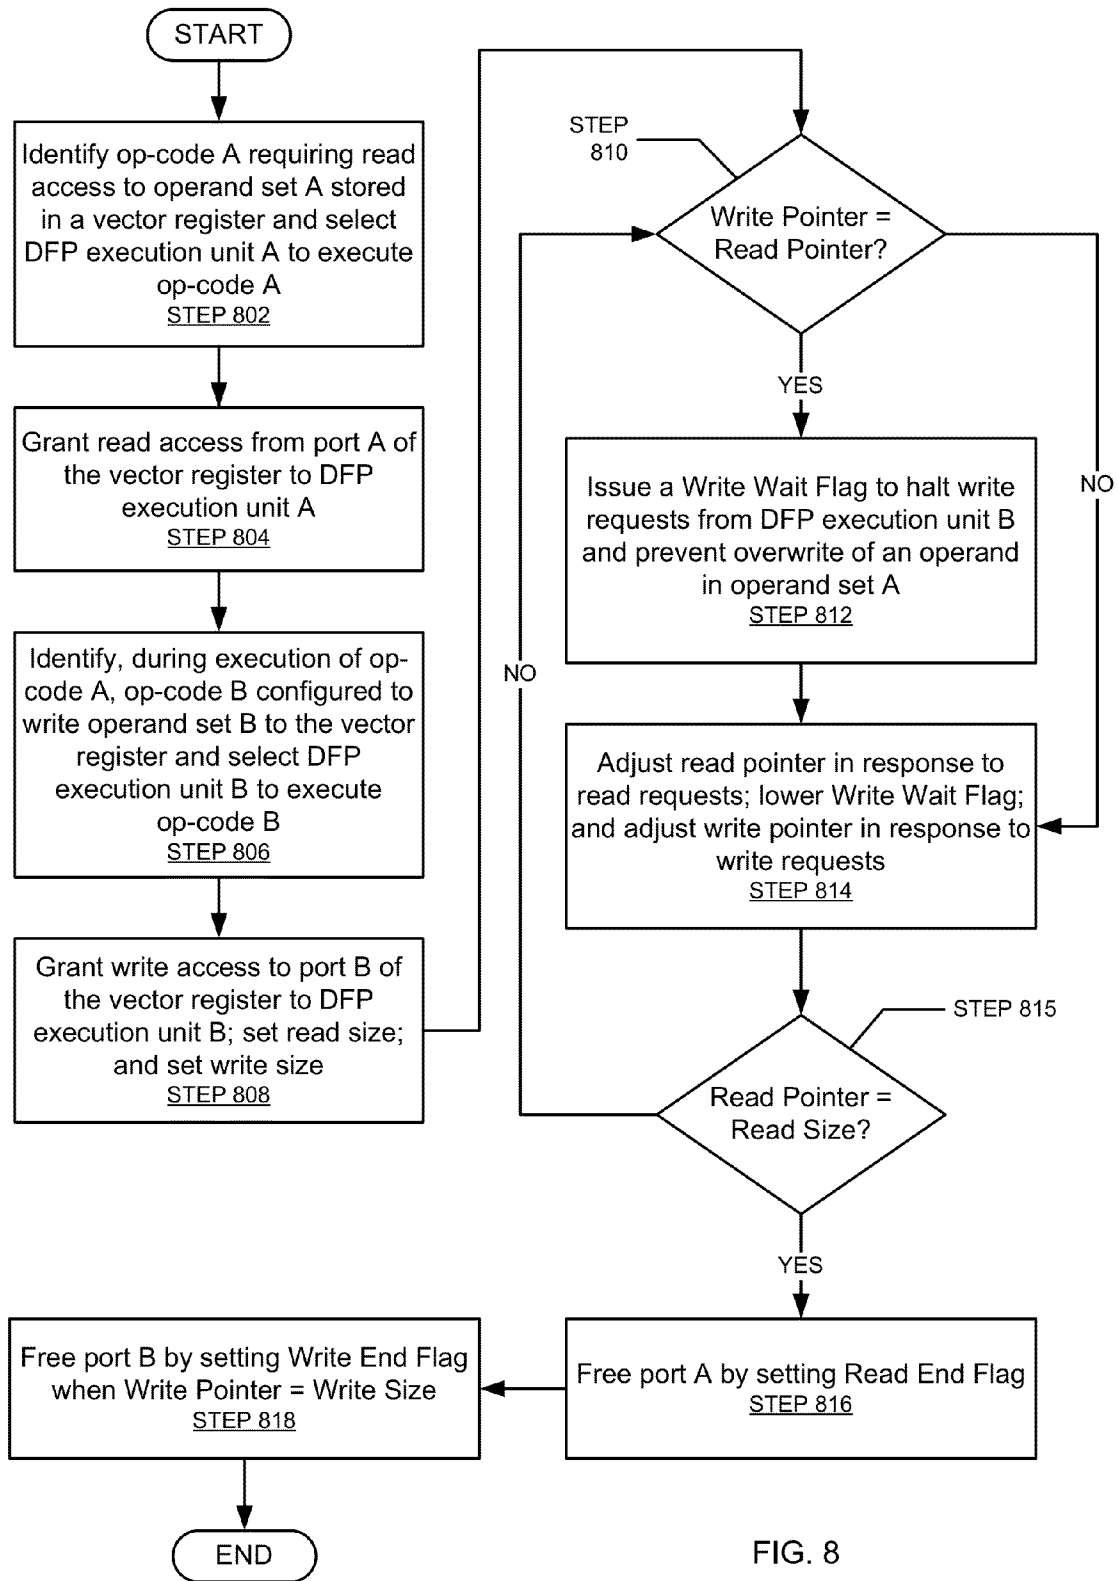 START
Identify op-code A requiring read
access to operand set A stored
in a vector register and select
DFP execution unit A to execute
op-code A
STEP 802
Grant read access from port A of
the vector register to DFP
execution unit A
STEP 804
Identify, during execution of op-
code A, op-code B configured to
write operand set B to the vector
register and select DFP
execution unit B to execute
op-code B
STEP 806
Grant write access to port B of
the vector register to DFP
execution unit B; set read size;
and set write size
STEP 808
STEP
810
Write Pointer =
Read Pointer?
YES
NO
Issue a Write Wait Flag to halt write
requests from DFP execution unit B
and prevent overwrite of an operand
in operand set A
STEP 812
NO
Adjust read pointer in response to
read requests; lower Write Wait Flag;
and adjust write pointer in response to
write requests
STEP 814
STEP 815
Read Pointer =
Read Size?
YES
Free port A by setting Read End Flag
STEP 816
Free port B by setting Write End Flag
when Write Pointer = Write Size
STEP 818
END
FIG. 8